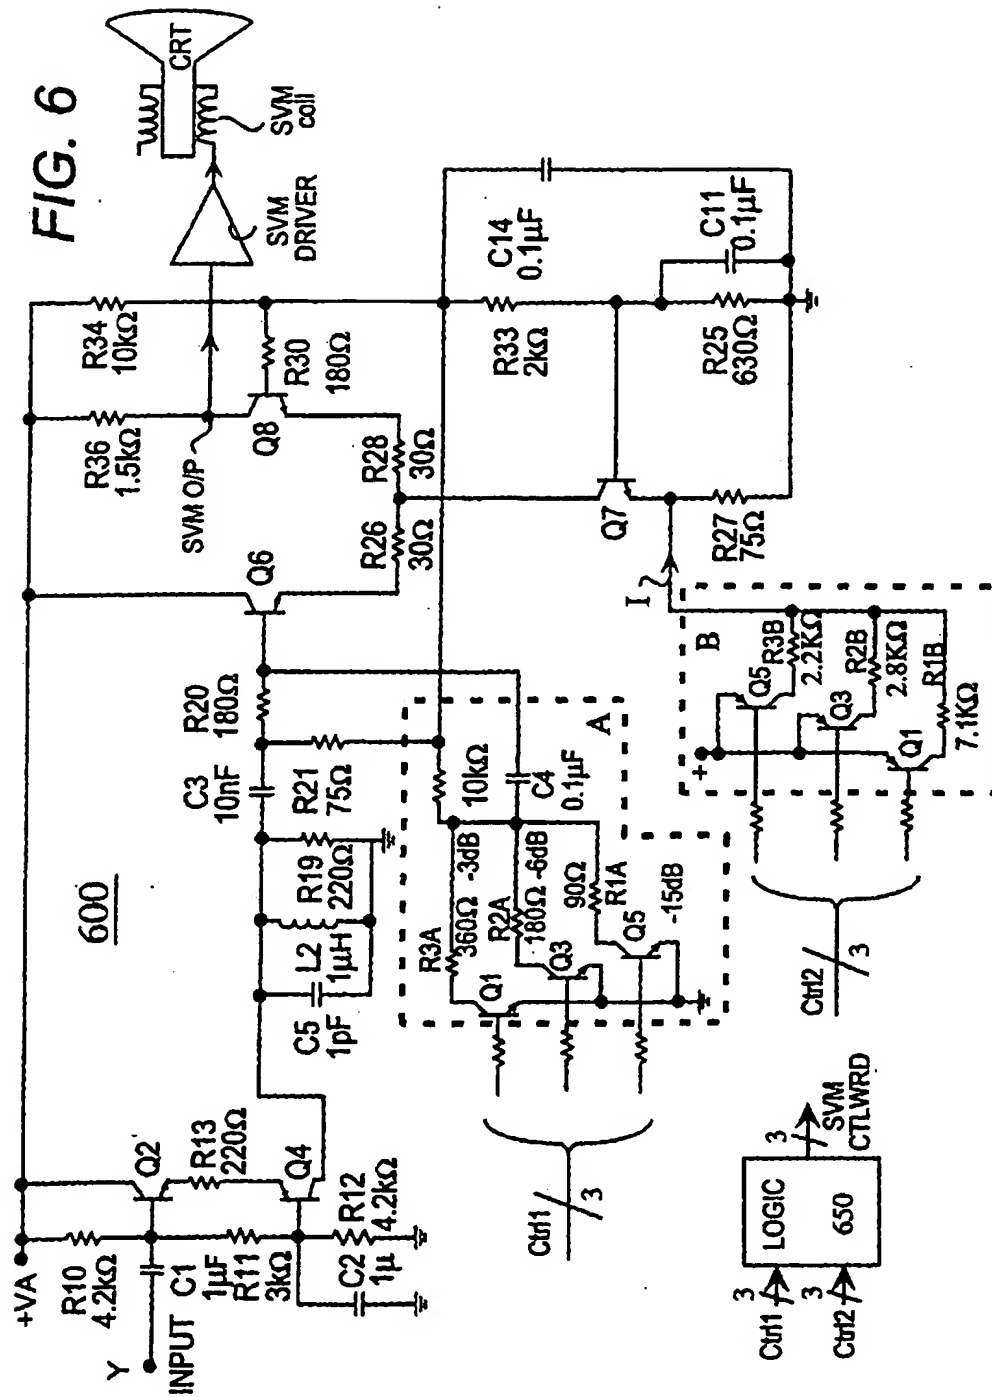 FIG. 6
600
+VA
R10
4.2kΩ
Y
INPUT
C1
1μF
R11
3kΩ
C2
1μ
R12
4.2kΩ
Q2
R13
220Ω
Q4
C5
1pF
L2
1μH
R19
220Ω
C3
10nF
R21
75Ω
R20
180Ω
Q6
R26
30Ω
R28
30Ω
Q8
R30
180Ω
SVM O/P
R36
1.5kΩ
R34
10kΩ
SVM
DRIVER
SVM
coil
CRT
C14
0.1μF
R33
2kΩ
C11
0.1μF
R25
630Ω
Q7
R27
75Ω
I
A
10kΩ
C4
0.1μF
R3A
360Ω
-3dB
R2A
180Ω
-6dB
90Ω
R1A
-15dB
Q1
Q3
Q5
Ctrl1
3
B
+
Q5
R3B
2.2KΩ
Q3
R2B
2.8KΩ
Q1
R1B
7.1KΩ
Ctrl2
3
Ctrl1
3
Ctrl2
3
LOGIC
650
3
SVM
CTLWRD